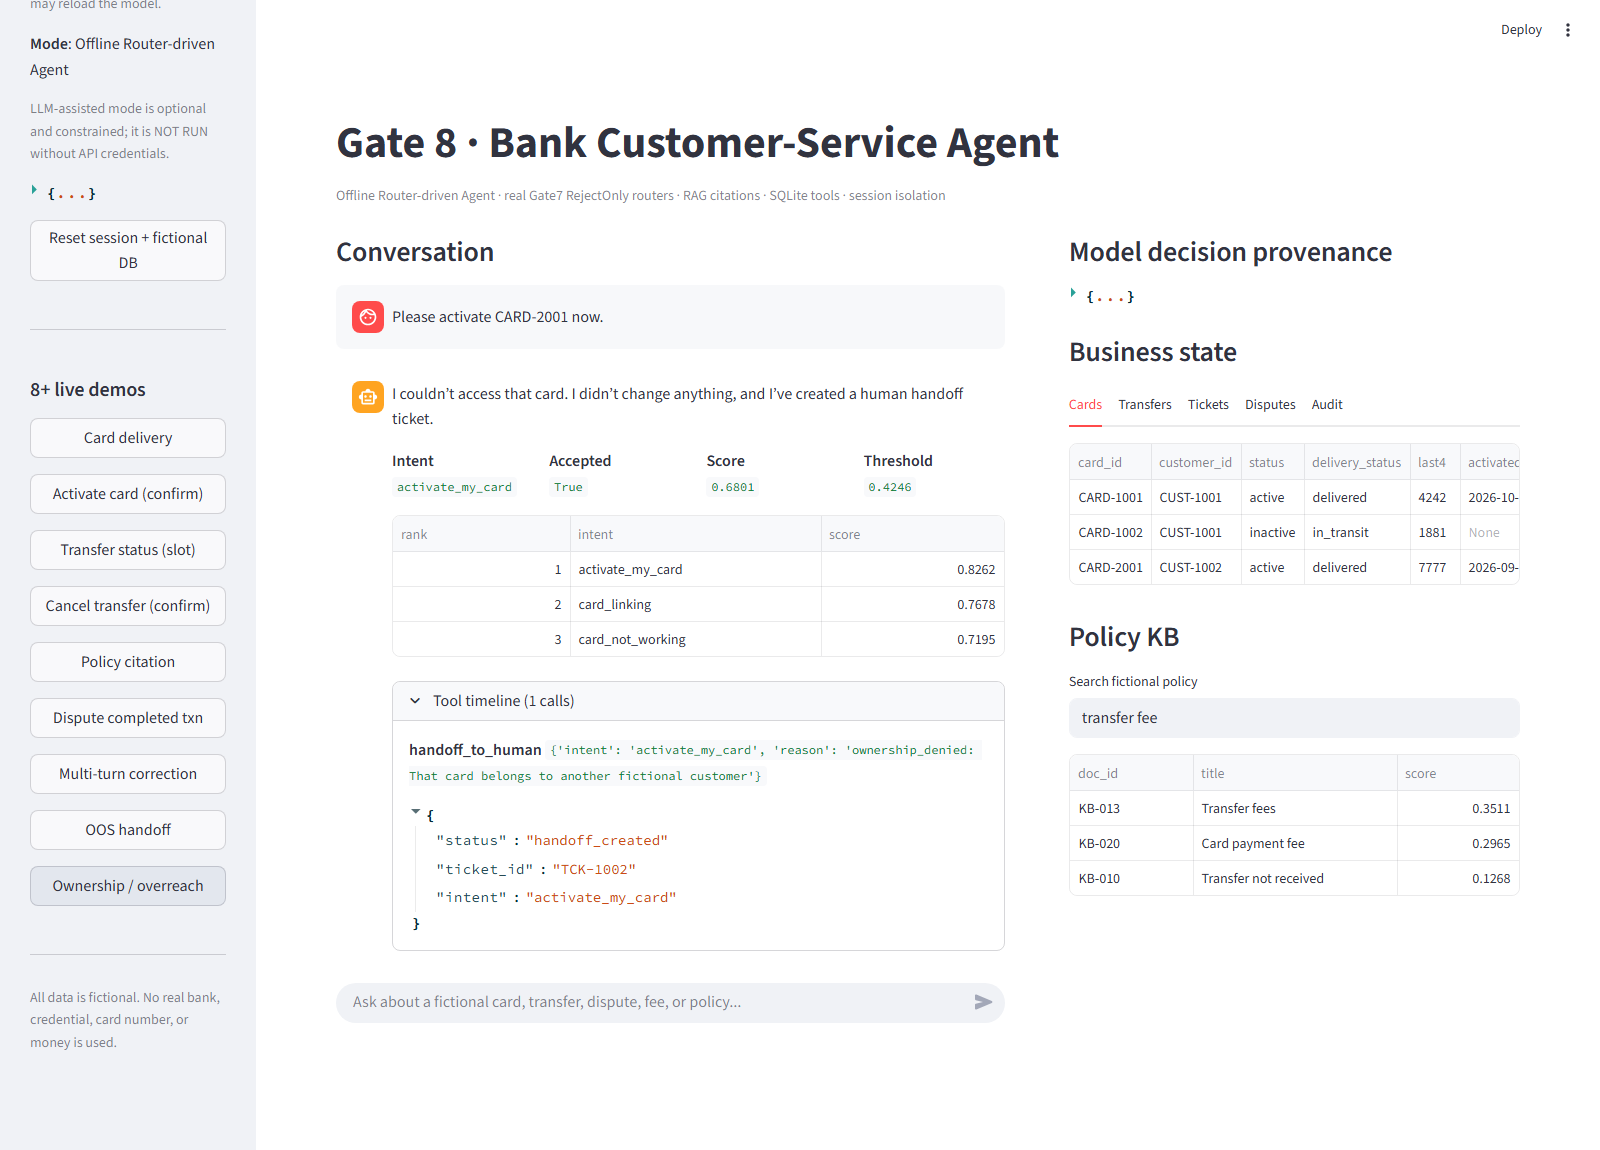 may reload the model.
Mode: Offline Router-driven
Agent
LLM-assisted mode is optional
and constrained; it is NOT RUN
without API credentials.
{...}
Reset session + fictional
DB
8+ live demos
Card delivery
Activate card (confirm)
Transfer status (slot)
Cancel transfer (confirm)
Policy citation
Dispute completed txn
Multi-turn correction
OOS handoff
Ownership / overreach
All data is fictional. No real bank,
credential, card number, or
money is used.
Deploy
Gate 8 · Bank Customer-Service Agent
Offline Router-driven Agent · real Gate7 RejectOnly routers · RAG citations · SQLite tools · session isolation
Conversation
Please activate CARD-2001 now.
I couldn’t access that card. I didn’t change anything, and I’ve created a human handoff
ticket.
Intent Accepted Score Threshold
activate_my_card True 0.6801 0.4246
rank intent score
1 activate_my_card 0.8262
2 card_linking 0.7678
3 card_not_working 0.7195
Tool timeline (1 calls)
handoff_to_human {'intent': 'activate_my_card', 'reason': 'ownership_denied:
That card belongs to another fictional customer'}
{
"status" : "handoff_created"
"ticket_id" : "TCK-1002"
"intent" : "activate_my_card"
}
Ask about a fictional card, transfer, dispute, fee, or policy...
Model decision provenance
{...}
Business state
Cards Transfers Tickets Disputes Audit
card_id customer_id status delivery_status last4 activated
CARD-1001 CUST-1001 active delivered 4242 2026-10-
CARD-1002 CUST-1001 inactive in_transit 1881 None
CARD-2001 CUST-1002 active delivered 7777 2026-09-
Policy KB
Search fictional policy
transfer fee
doc_id title score
KB-013 Transfer fees 0.3511
KB-020 Card payment fee 0.2965
KB-010 Transfer not received 0.1268